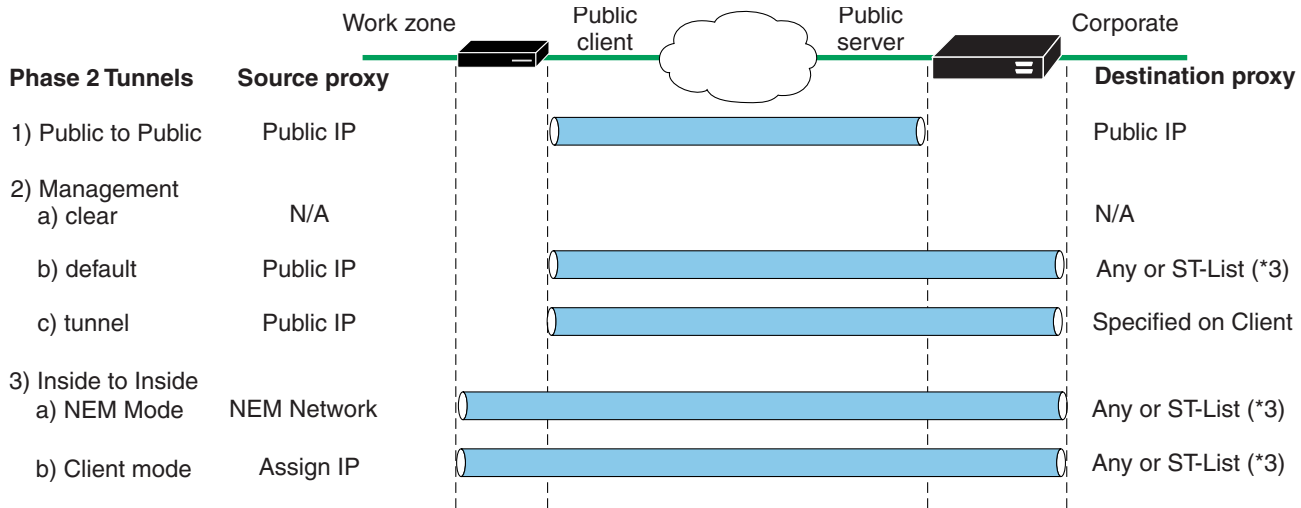 Work zone
Public
client
Public
server
Corporate
Phase 2 Tunnels Source proxy Destination proxy
1) Public to Public Public IP Public IP
2) Management
a) clear N/A N/A
b) default Public IP Any or ST-List (*3)
c) tunnel Public IP Specified on Client
3) Inside to Inside
a) NEM Mode NEM Network Any or ST-List (*3)
b) Client mode Assign IP Any or ST-List (*3)